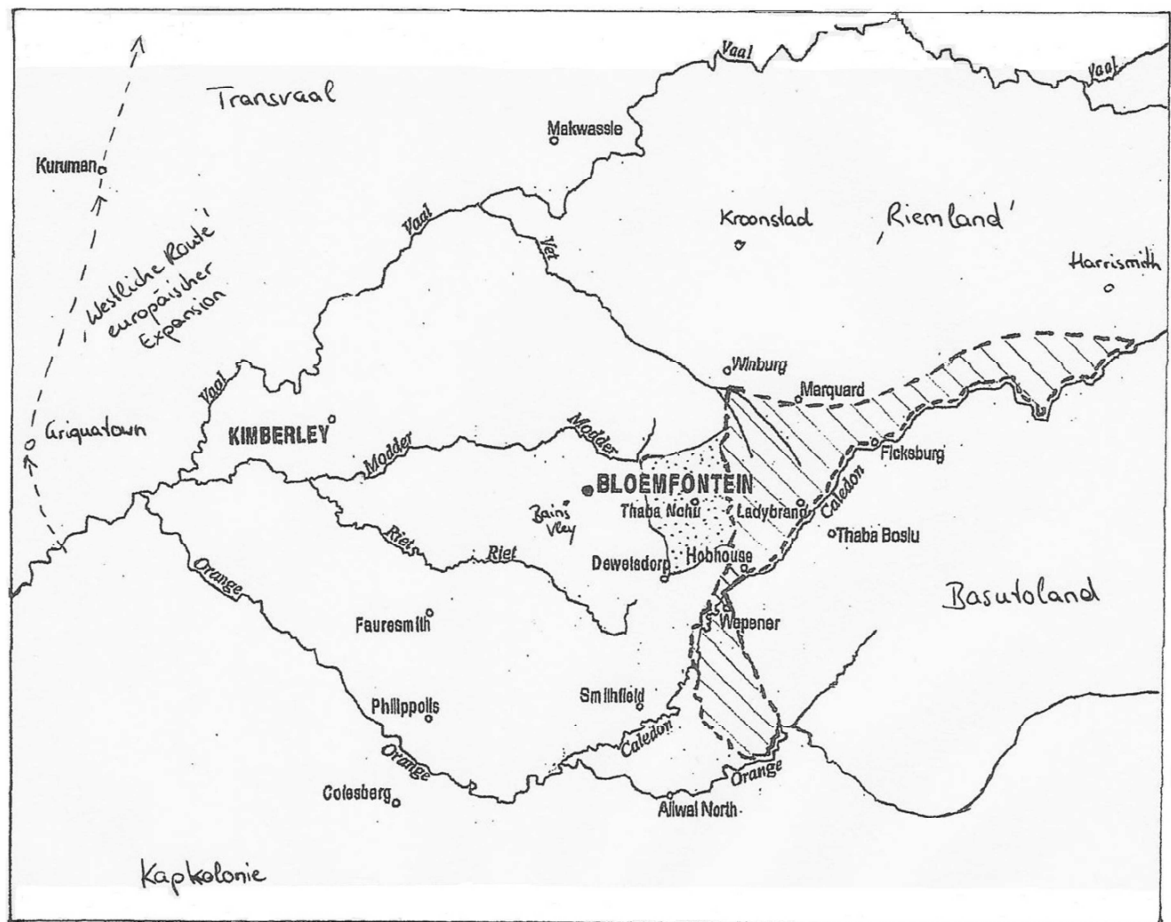 Vaal
Vaal
Transvaal
Makwassie
Kuruman
Vaal
Vet
Kroonstad
'Riemland'
Harrismith
'Westliche Route'
europäischer
Expansion
Winburg
Marquard
Vaal
Griquatown
KIMBERLEY
Modder
Modder
Ficksburg
BLOEMFONTEIN
Caledon
Bains
Vley
Thaba Nchu
Ladybrand
Thaba Bosiu
Riets
Riet
Dewetsdorp
Hobhouse
Orange
Basutoland
Fauresmith
Wepener
Smithfield
Philippolis
Caledon
Orange
Orange
Colesberg
Aliwal North
Kapkolonie